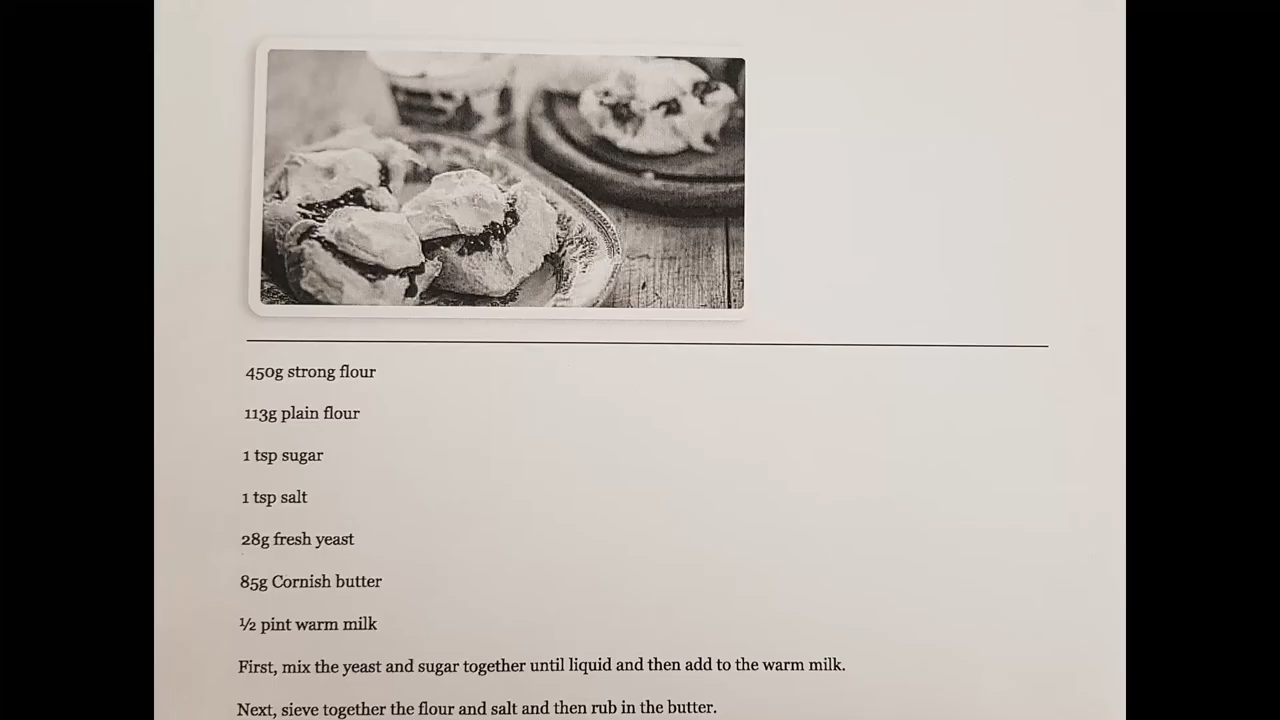 450g strong flour
113g plain flour
1 tsp sugar
1 tsp salt
28g fresh yeast
85g Cornish butter
½ pint warm milk
First, mix the yeast and sugar together until liquid and then add to the warm milk.
Next, sieve together the flour and salt and then rub in the butter.